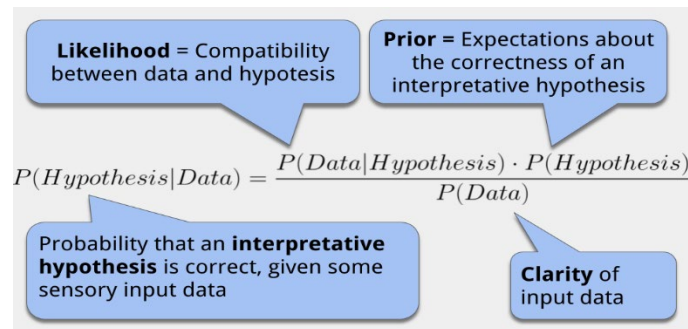 Likelihood = Compatibility
between data and hypotesis
Prior = Expectations about
the correctness of an
interpretative hypothesis
P(Hypothesis|Data) = P(Data|Hypothesis) · P(Hypothesis)
P(Data)
Probability that an interpretative
hypothesis is correct, given some
sensory input data
Clarity of
input data